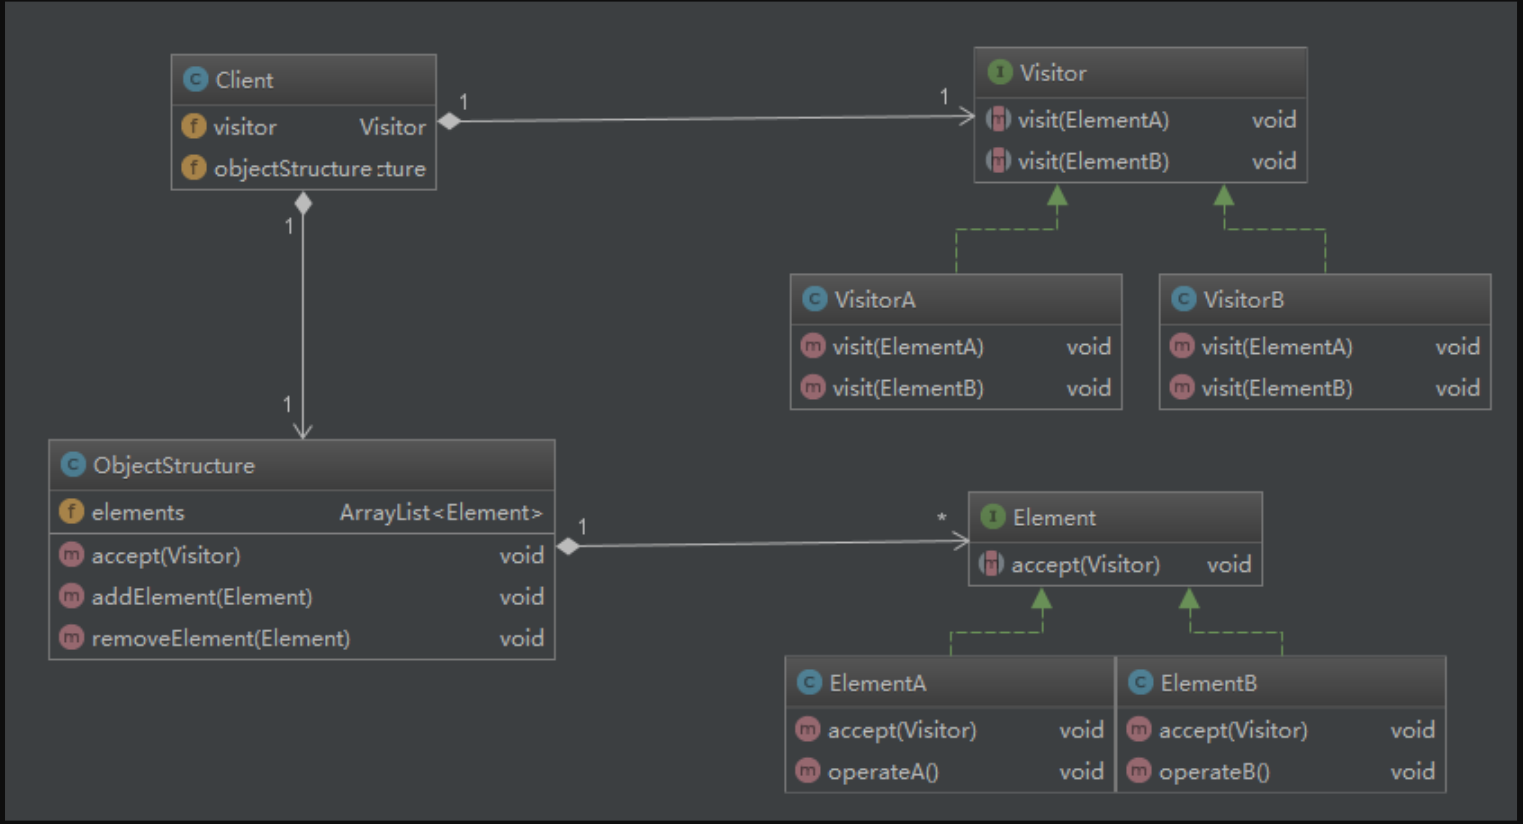 C Client
f visitor Visitor
f objectStructure cture
1
1
I Visitor
m visit(ElementA) void
m visit(ElementB) void
1
1
C VisitorA
m visit(ElementA) void
m visit(ElementB) void
C VisitorB
m visit(ElementA) void
m visit(ElementB) void
C ObjectStructure
f elements ArrayList<Element>
m accept(Visitor) void
m addElement(Element) void
m removeElement(Element) void
1
*
I Element
m accept(Visitor) void
C ElementA
m accept(Visitor) void
m operateA() void
C ElementB
m accept(Visitor) void
m operateB() void